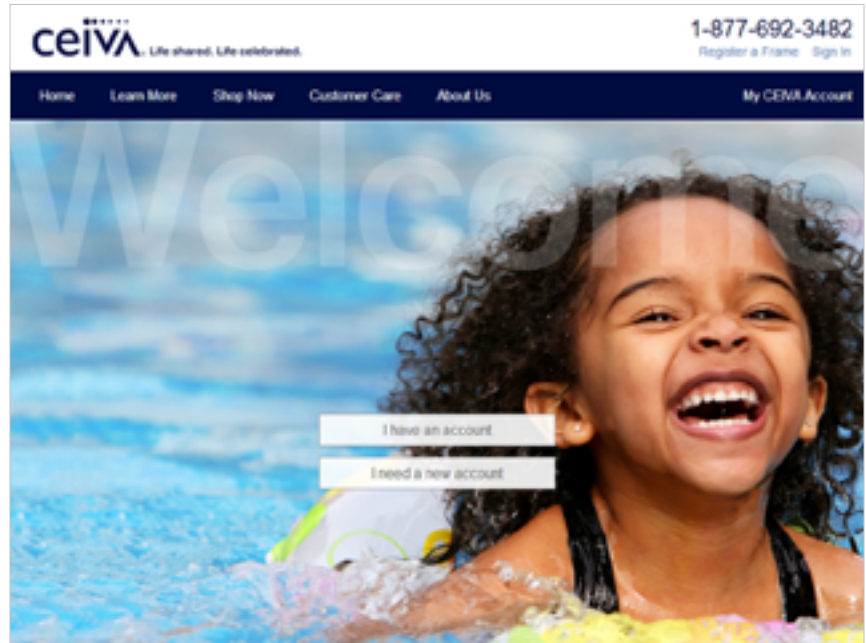 ceiva. Life shared. Life celebrated.
1-877-692-3482
Register a Frame Sign In
Home Learn More Shop Now Customer Care About Us My CEIVA Account
Welcome
I have an account
I need a new account